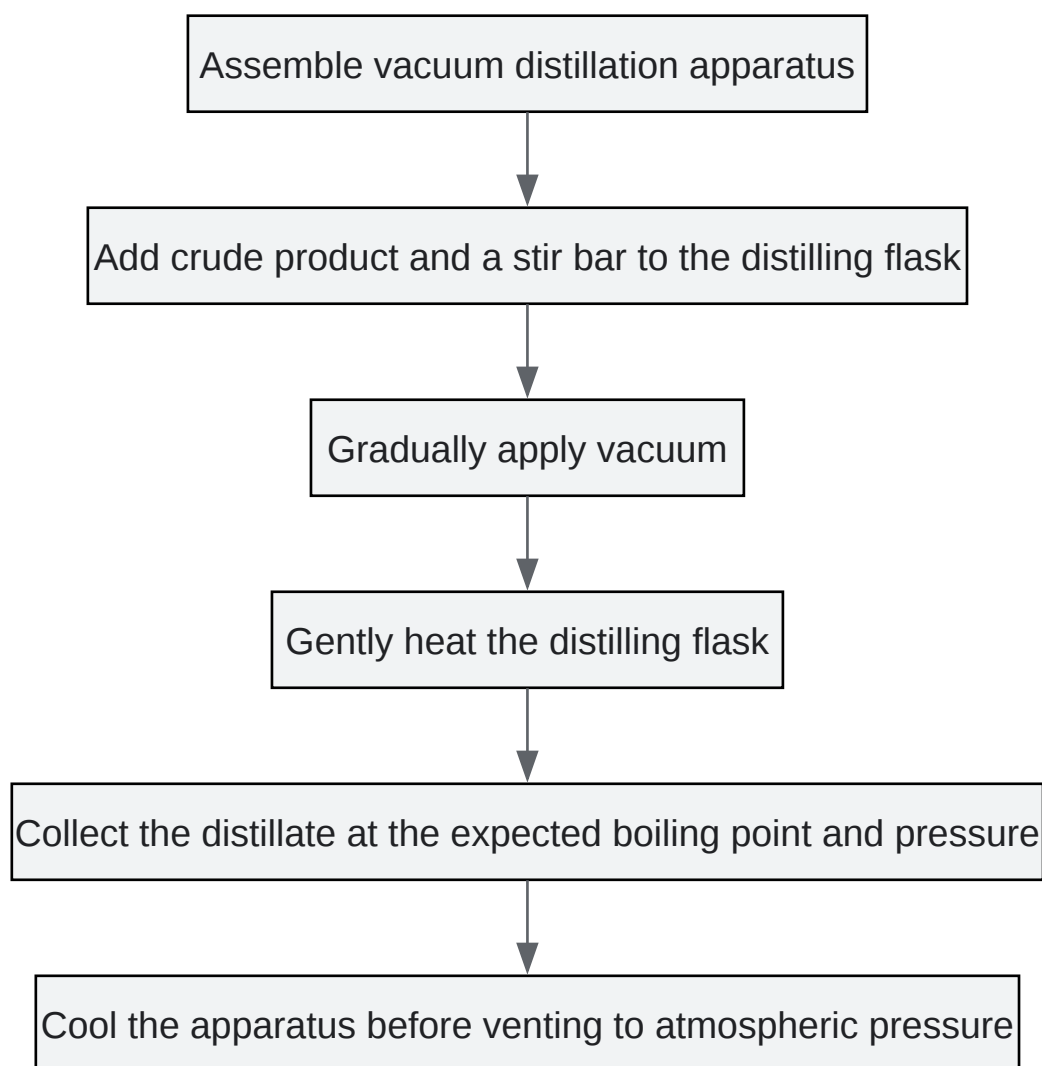 Assemble vacuum distillation apparatus
Add crude product and a stir bar to the distilling flask
Gradually apply vacuum
Gently heat the distilling flask
Collect the distillate at the expected boiling point and pressure
Cool the apparatus before venting to atmospheric pressure